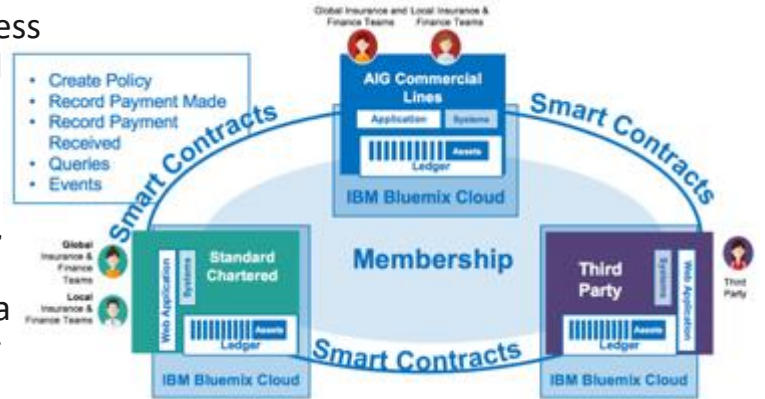 ess
Global Insurance and
Finance Teams
Local Insurance &
Finance Teams
• Create Policy
• Record Payment Made
• Record Payment
Received
• Queries
• Events
AIG Commercial
Lines
Application
Systems
Assets
Ledger
IBM Bluemix Cloud
Smart Contracts
Smart Contracts
Membership
Global
Insurance &
Finance
Teams
Local
Insurance &
Finance Teams
a
Standard
Chartered
Web Application
Systems
Assets
Ledger
IBM Bluemix Cloud
Third
Party
Systems
Web Application
Assets
Ledger
IBM Bluemix Cloud
Third
Party
Smart Contracts